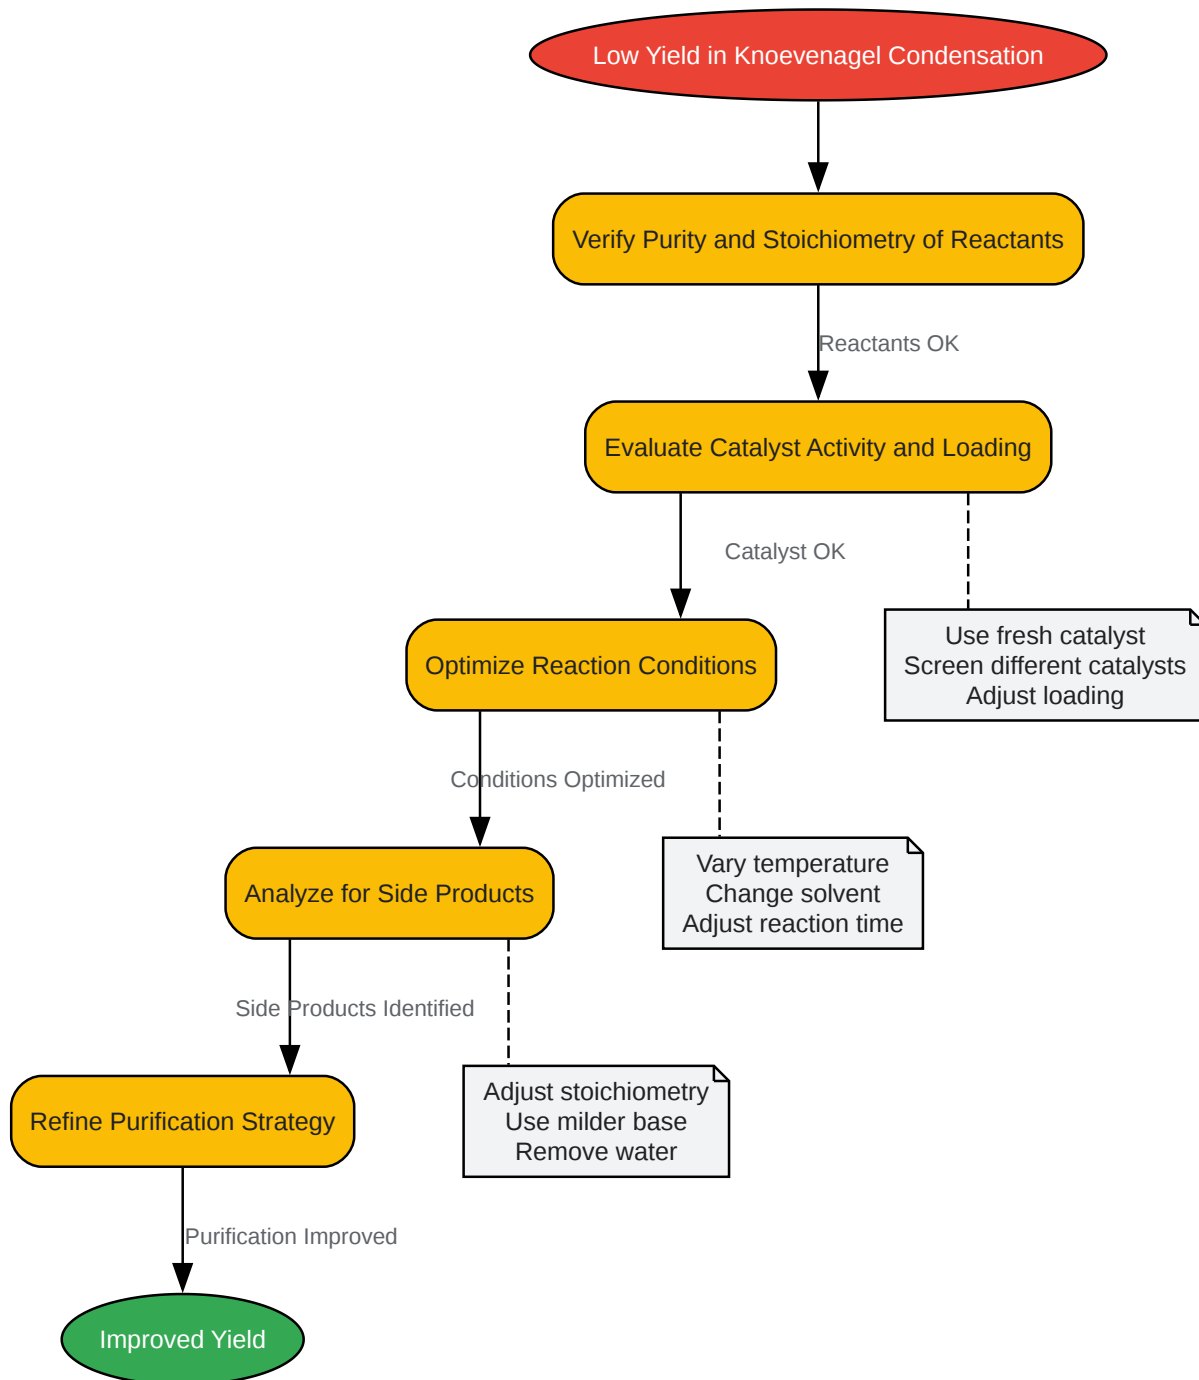 Low Yield in Knoevenagel Condensation
Verify Purity and Stoichiometry of Reactants
Reactants OK
Evaluate Catalyst Activity and Loading
Catalyst OK
Use fresh catalyst
Screen different catalysts
Adjust loading
Optimize Reaction Conditions
Conditions Optimized
Vary temperature
Change solvent
Adjust reaction time
Analyze for Side Products
Side Products Identified
Adjust stoichiometry
Use milder base
Remove water
Refine Purification Strategy
Purification Improved
Improved Yield